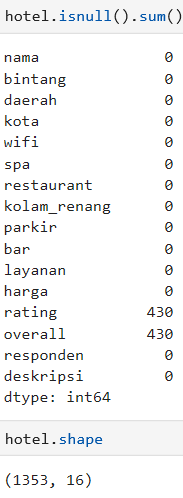 hotel.isnull().sum()
nama 0
bintang 0
daerah 0
kota 0
wifi 0
spa 0
restaurant 0
kolam_renang 0
parkir 0
bar 0
layanan 0
harga 0
rating 430
overall 430
responden 0
deskripsi 0
dtype: int64
hotel.shape
(1353, 16)